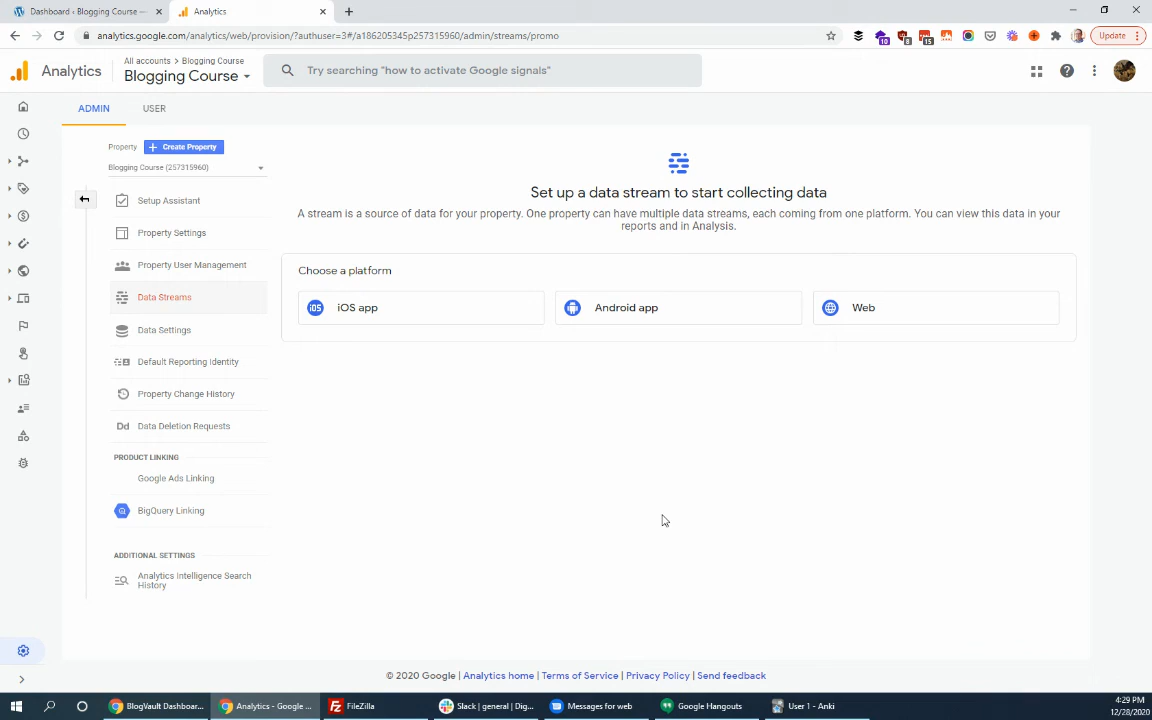 Dashboard ‹ Blogging Course —
Analytics
analytics.google.com/analytics/web/provision/?authuser=3#/a186205345p257315960/admin/streams/promo
10
8
15
Update
Analytics
All accounts > Blogging Course
Blogging Course
Try searching "how to activate Google signals"
ADMIN
USER
Property
+ Create Property
Blogging Course (257315960)
Setup Assistant
Property Settings
Property User Management
Data Streams
Data Settings
Default Reporting Identity
Property Change History
Dd Data Deletion Requests
PRODUCT LINKING
Google Ads Linking
BigQuery Linking
ADDITIONAL SETTINGS
Analytics Intelligence Search
History
Set up a data stream to start collecting data
A stream is a source of data for your property. One property can have multiple data streams, each coming from one platform. You can view this data in your
reports and in Analysis.
Choose a platform
iOS
iOS app
Android app
Web
© 2020 Google | Analytics home | Terms of Service | Privacy Policy | Send feedback
BlogVault Dashboar...
Analytics - Google ...
FileZilla
Slack | general | Dig...
Messages for web
Google Hangouts
User 1 - Anki
4:29 PM
12/28/2020